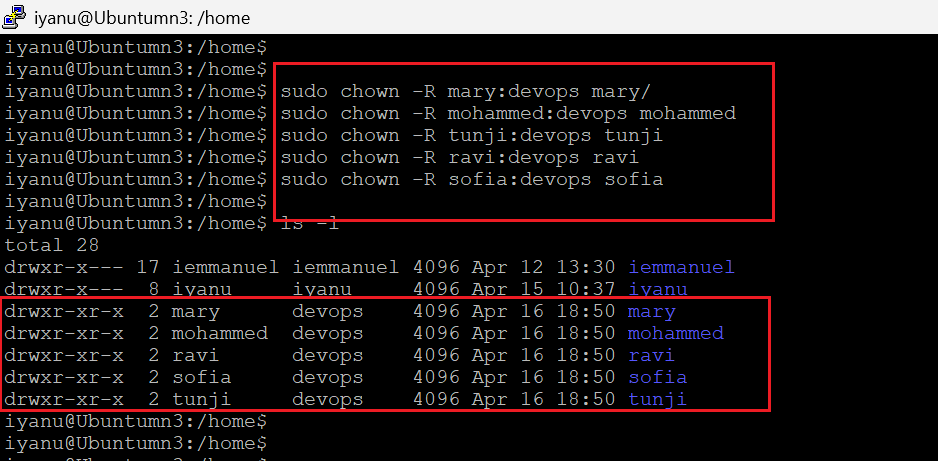 iyanu@Ubuntumn3: /home
iyanu@Ubuntumn3:/home$
iyanu@Ubuntumn3:/home$
iyanu@Ubuntumn3:/home$ sudo chown -R mary:devops mary/
iyanu@Ubuntumn3:/home$ sudo chown -R mohammed:devops mohammed
iyanu@Ubuntumn3:/home$ sudo chown -R tunji:devops tunji
iyanu@Ubuntumn3:/home$ sudo chown -R ravi:devops ravi
iyanu@Ubuntumn3:/home$ sudo chown -R sofia:devops sofia
iyanu@Ubuntumn3:/home$
iyanu@Ubuntumn3:/home$ ls -l
total 28
drwxr-x--- 17 iemmanuel iemmanuel 4096 Apr 12 13:30 iemmanuel
drwxr-x---  8 iyanu     iyanu     4096 Apr 15 10:37 iyanu
drwxr-xr-x  2 mary      devops    4096 Apr 16 18:50 mary
drwxr-xr-x  2 mohammed  devops    4096 Apr 16 18:50 mohammed
drwxr-xr-x  2 ravi      devops    4096 Apr 16 18:50 ravi
drwxr-xr-x  2 sofia     devops    4096 Apr 16 18:50 sofia
drwxr-xr-x  2 tunji     devops    4096 Apr 16 18:50 tunji
iyanu@Ubuntumn3:/home$
iyanu@Ubuntumn3:/home$